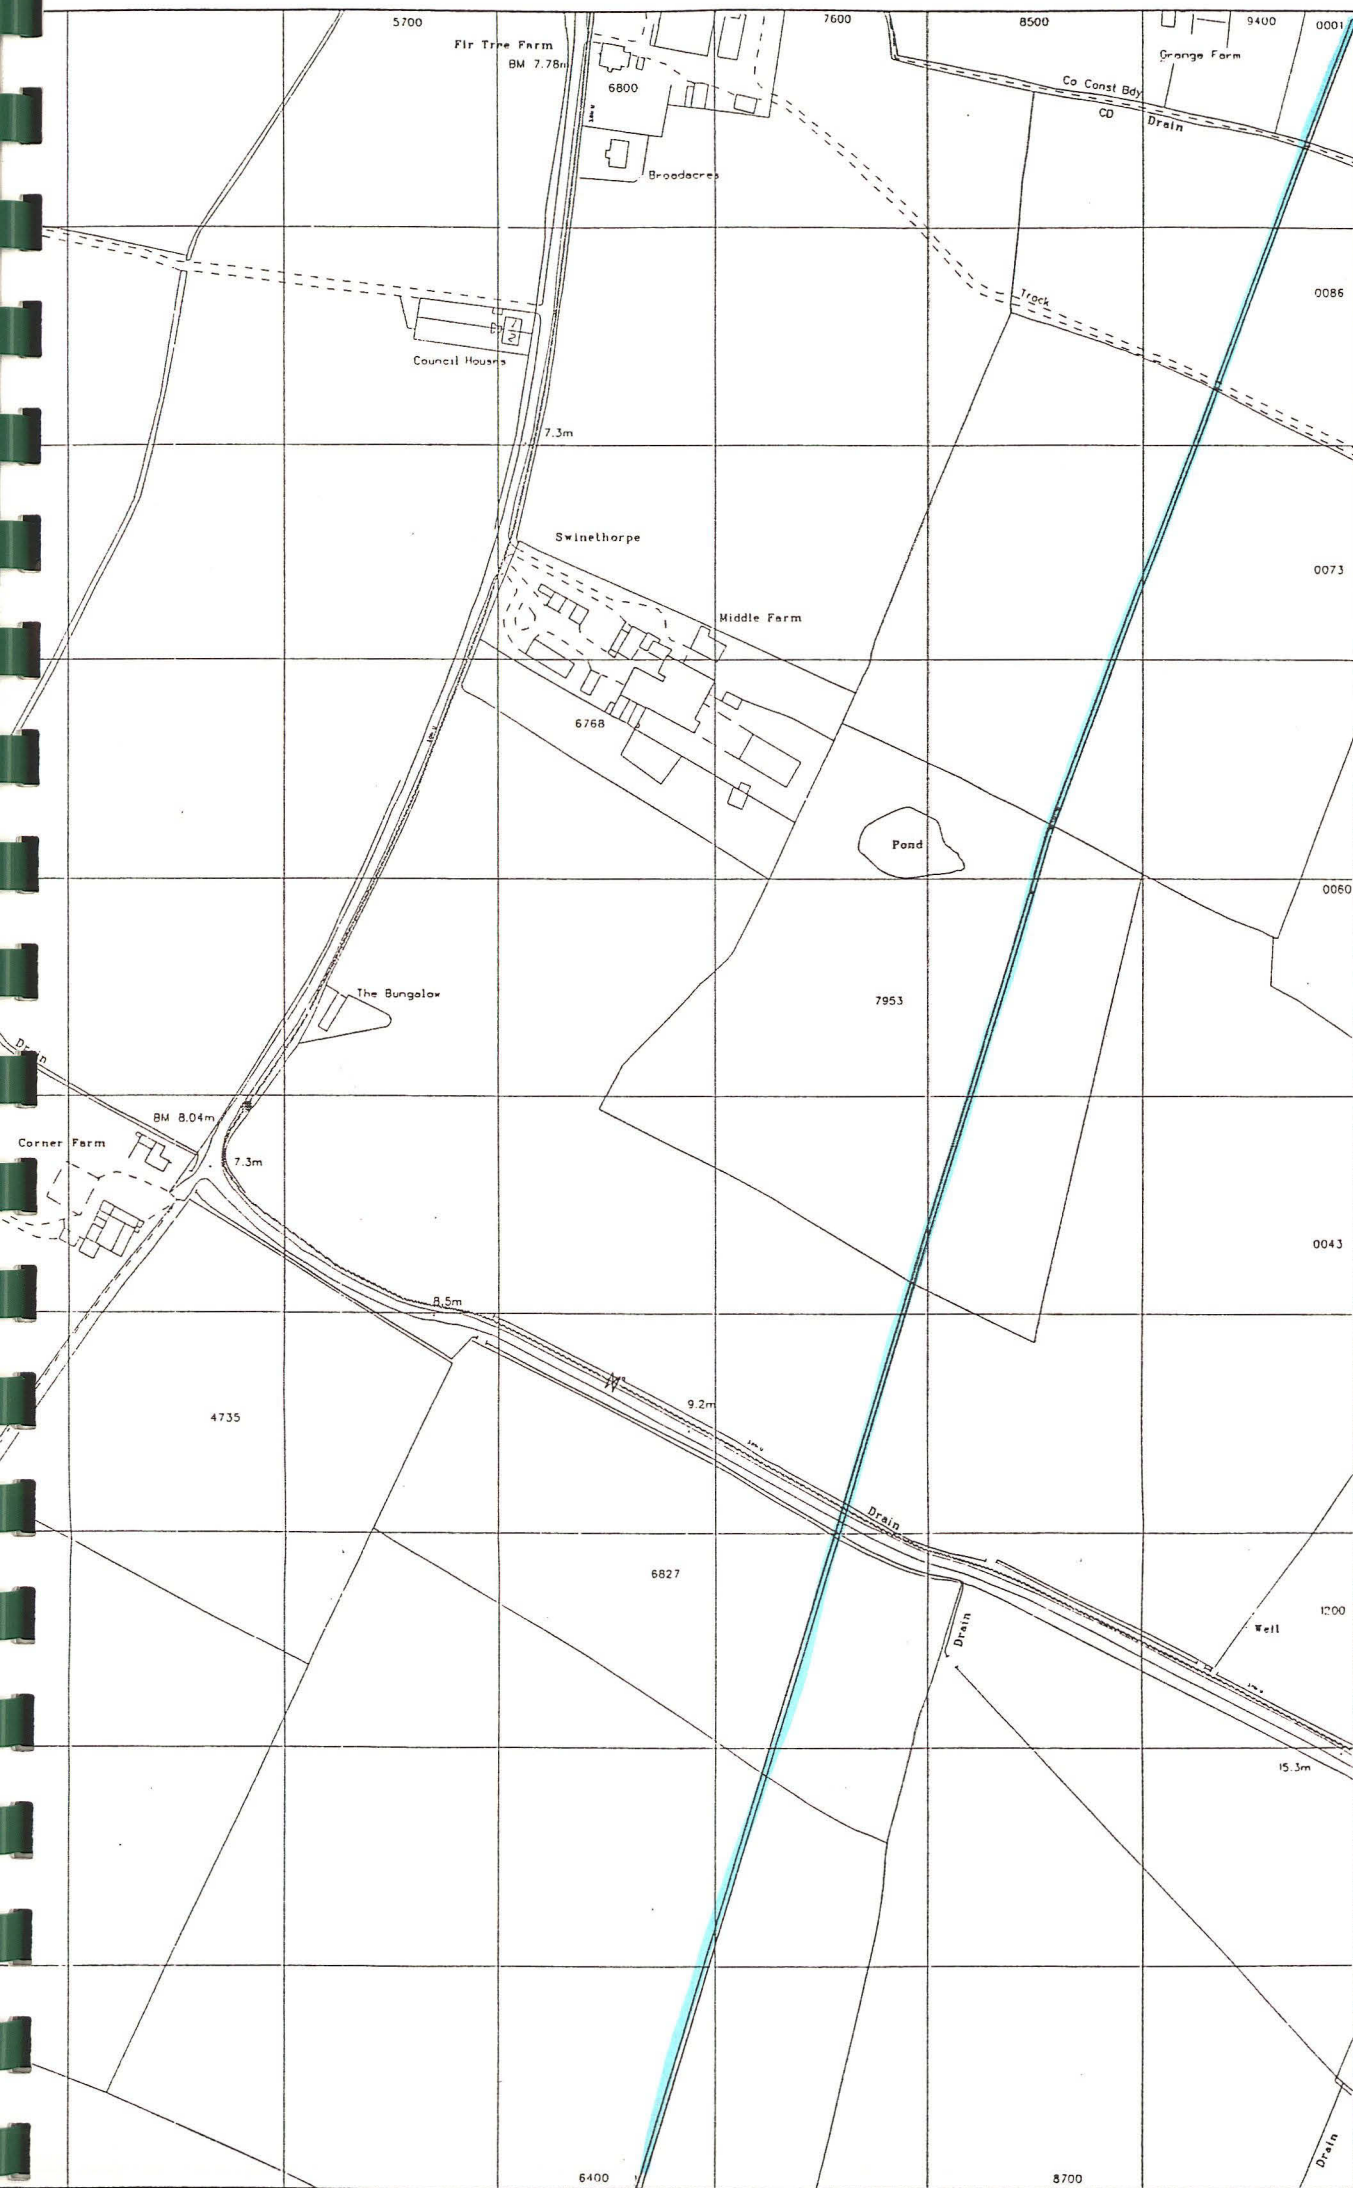 5700
7600
8500
9400
0001
Fir Tree Farm
BM 7.78m
6800
Grange Farm
Co Const Bdy
CD
Drain
Broadacres
Track
0086
1
2
Council Houses
7.3m
Swinethorpe
0073
Middle Farm
6768
Pond
0060
The Bungalow
7953
Drain
BM 8.04m
Corner Farm
7.3m
0043
8.5m
9.2m
4735
Drain
6827
1200
Well
Drain
15.3m
Drain
6400
8700